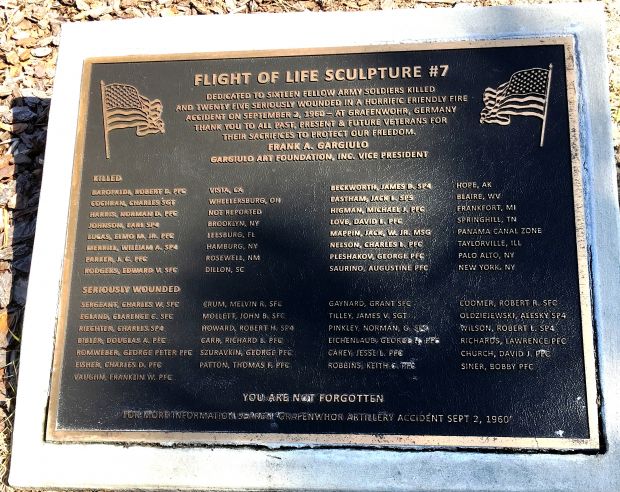 FLIGHT OF LIFE SCULPTURE #7
DEDICATED TO SIXTEEN FELLOW ARMY SOLDIERS KILLED
AND TWENTY FIVE SERIOUSLY WOUNDED IN A HORRIFIC FRIENDLY FIRE
ACCIDENT ON SEPTEMBER 2, 1960 – AT GRAFENWOHR, GERMANY
THANK YOU TO ALL PAST, PRESENT & FUTURE VETERANS FOR
THEIR SACRIFICES TO PROTECT OUR FREEDOM.
FRANK A. GARGIULO
GARGIULO ART FOUNDATION, INC. VICE PRESIDENT
KILLED
ROBERT D. PFC VISTA, CA BECKWORTH, JAMES B. SP4 HOPE, AK
COCHRAN, CHARLES SGT WHEELERSBURG, OH EASTHAM, JACK L. SP5 BLAIRE, WV
HARRIS, NORMAN D. PFC NOT REPORTED HIGMAN, MICHAEL J. PFC FRANKFORT, MI
JOHNSON, EARL SP4 BROOKLYN, NY LOVE, DAVID L. PFC SPRINGHILL, TN
LUCAS, ELMO M. JR. PFC LEESBURG, FL MAPPIN, JACK W. JR. MSG PANAMA CANAL ZONE
MERRILL, WILLIAM A. SP4 HAMBURG, NY NELSON, CHARLES L. PFC TAYLORVILLE, ILL
PARKER, J. C. PFC ROSEWELL, NM PLESHAKOV, GEORGE PFC PALO ALTO, NY
RODGERS, EDWARD V. SFC DILLON, SC SAURINO, AUGUSTINE PFC NEW YORK, NY
SERIOUSLY WOUNDED
SERGEANT, CHARLES W. SFC CRUM, MELVIN R. SFC GAYNARD, GRANT SFC COOMER, ROBERT R. SFC
EGLAND, CLARENCE C. SFC MOLLETT, JOHN B. SFC TILLEY, JAMES V. SGT OLDZIEJEWSKI, ALESKY SP4
RIECHTER, CHARLES SP4 HOWARD, ROBERT H. SP4 PINKLEY, NORMAN G. WILSON, ROBERT E. SP4
BIBLER, DOUGLAS A. PFC CARR, RICHARD B. PFC EICHENLAUB, GEORGE PFC RICHARDS, LAWRENCE PFC
ROMWEBER, GEORGE PETER PFC SZURAVKIN, GEORGE PFC CAREY, JESSE L. PFC CHURCH, DAVID J. PFC
EISHER, CHARLES D. PFC PATTON, THOMAS F. PFC ROBBINS, KEITH C. PFC SINER, BOBBY PFC
VAUGHN, FRANKLIN W. PFC
YOU ARE NOT FORGOTTEN
FOR MORE INFORMATION "GRAFENWHOR ARTILLERY ACCIDENT SEPT 2, 1960"